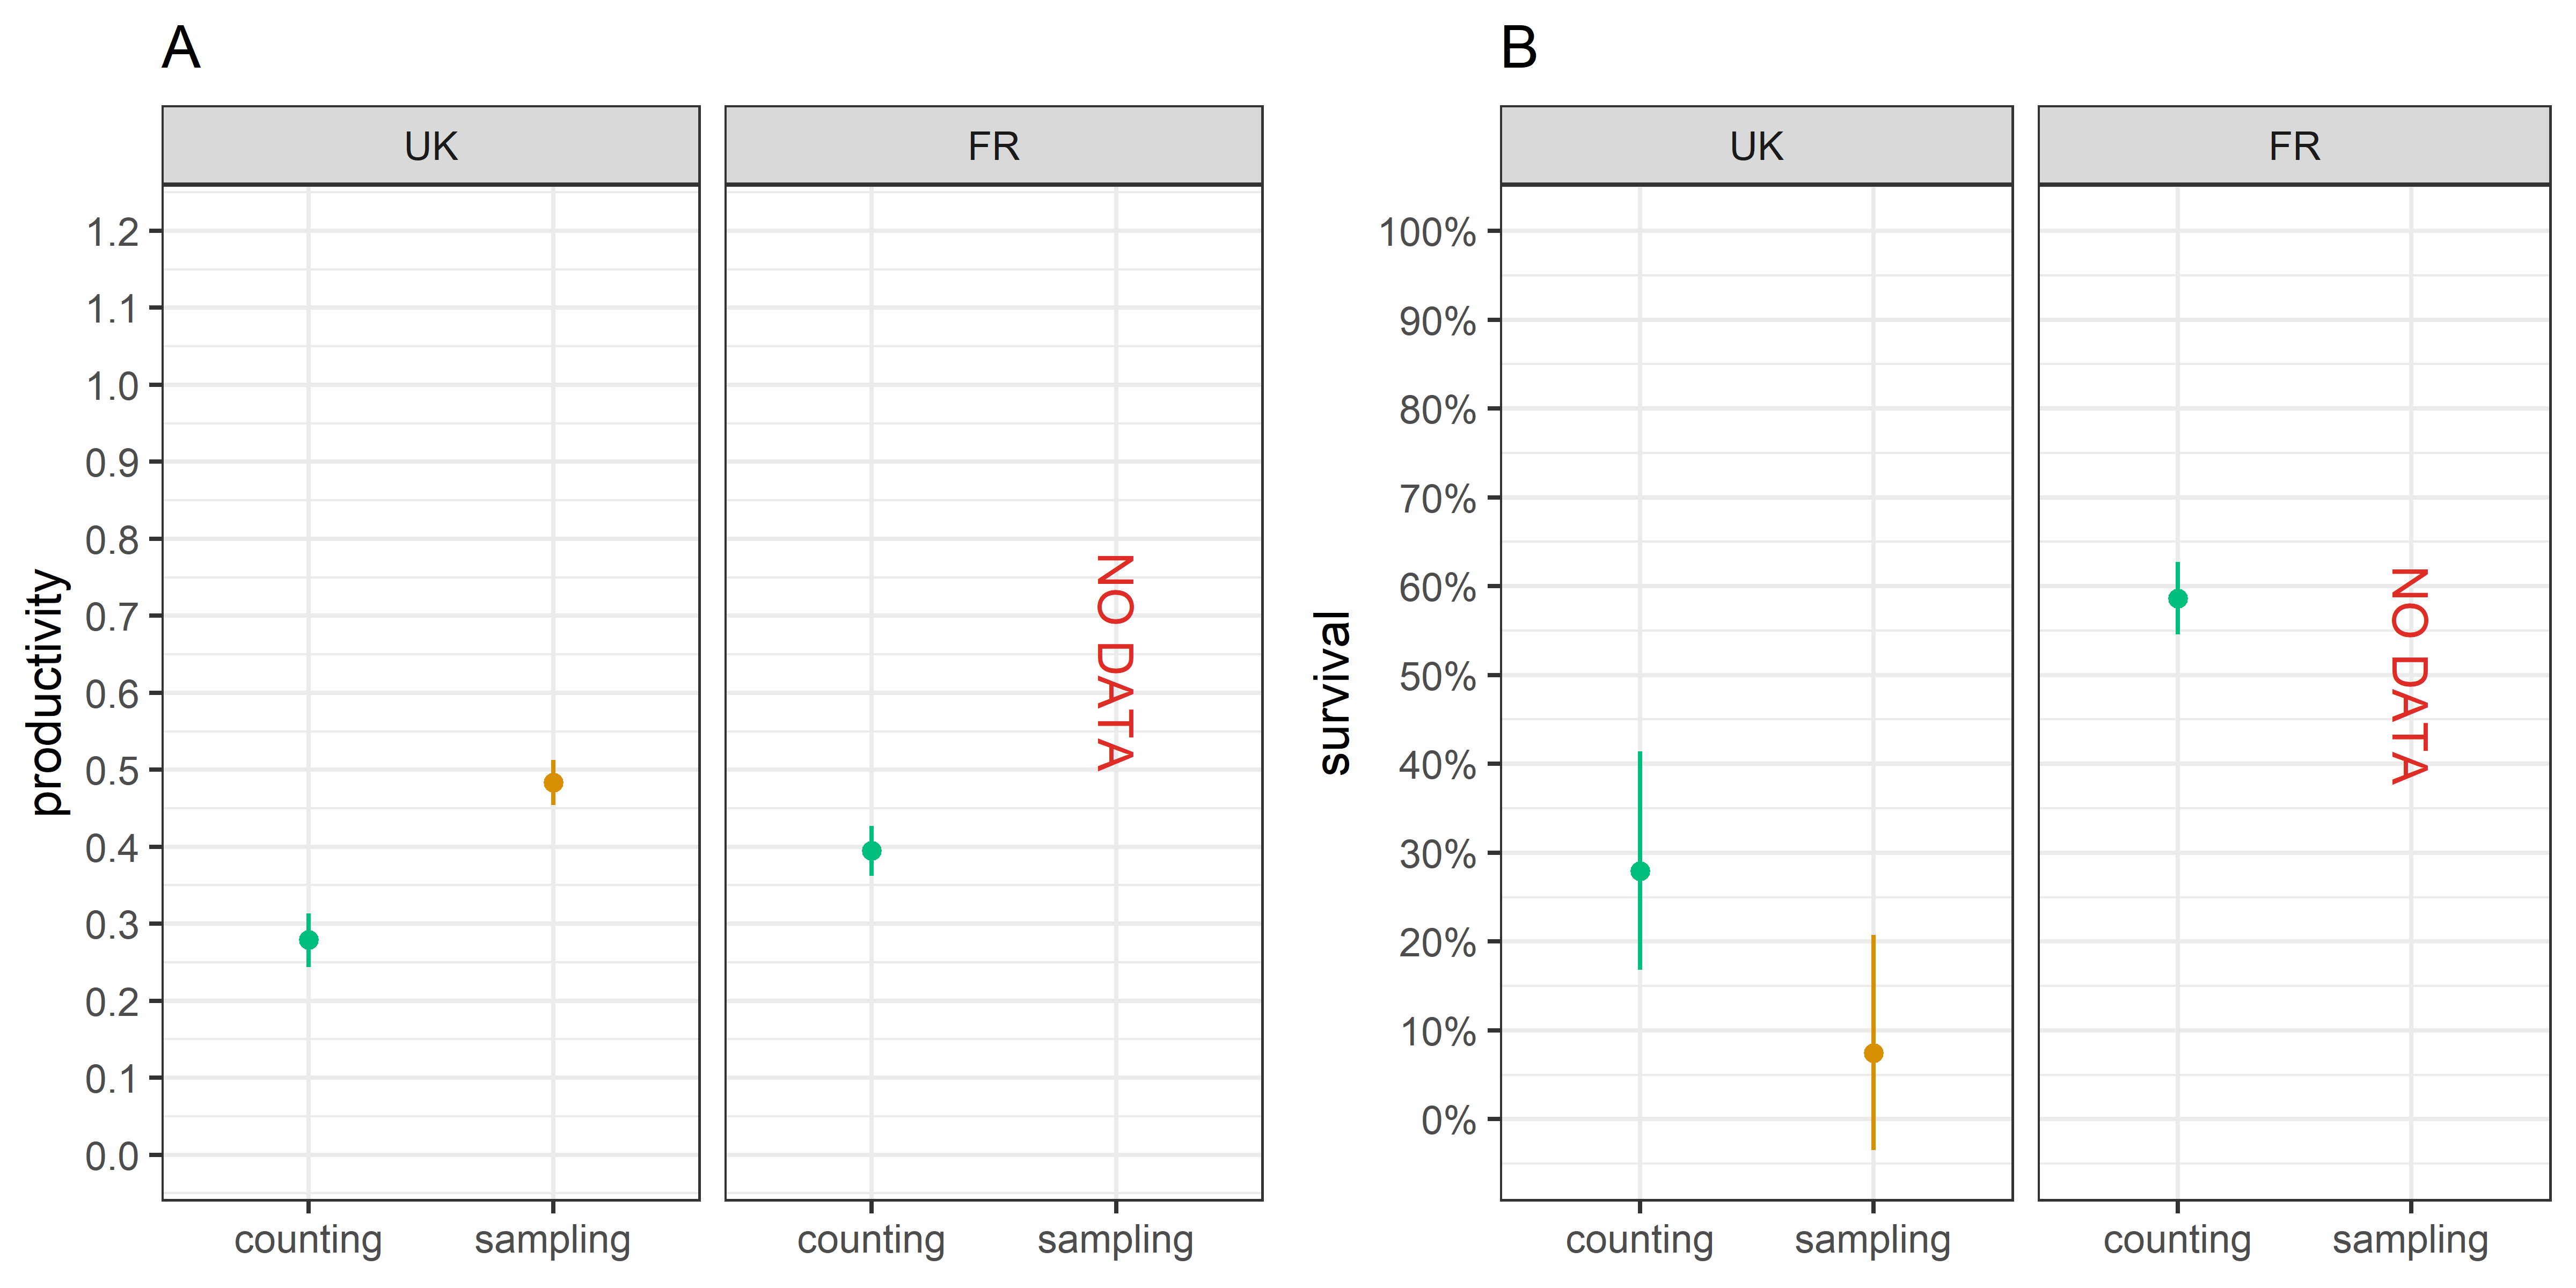 A
UK
FR
productivity
1.2
1.1
1.0
0.9
0.8
0.7
0.6
0.5
0.4
0.3
0.2
0.1
0.0
NO DATA
counting
sampling
counting
sampling
B
UK
FR
survival
100%
90%
80%
70%
60%
50%
40%
30%
20%
10%
0%
NO DATA
counting
sampling
counting
sampling